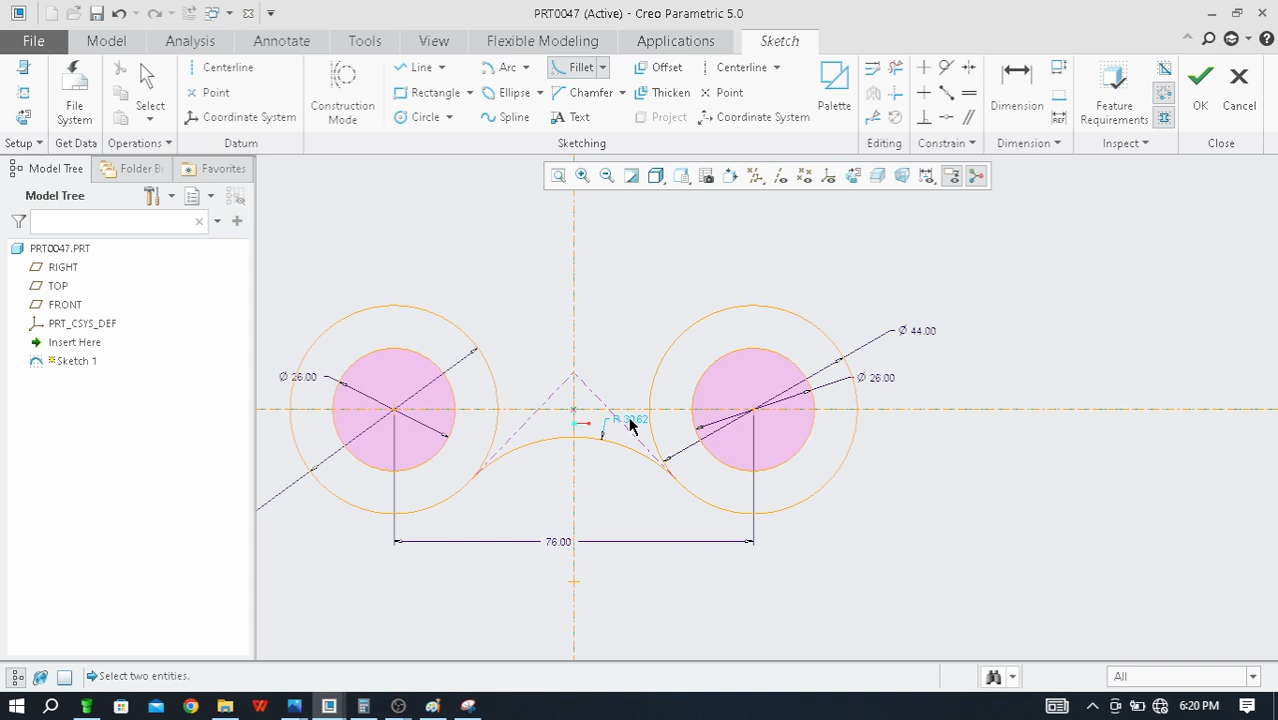 PRT0047 (Active) - Creo Parametric 5.0
File Model Analysis Annotate Tools View Flexible Modeling Applications Sketch
Centerline Line Arc Fillet Offset Centerline
Point Rectangle Ellipse Chamfer Thicken Point
Coordinate System Circle Spline Text Project Coordinate System
File System Select Construction Mode Palette Dimension Feature Requirements OK Cancel
Setup Get Data Operations Datum Sketching Editing Constrain Dimension Inspect Close
Model Tree Folder Br Favorites
Model Tree
PRT0047.PRT
RIGHT
TOP
FRONT
PRT_CSYS_DEF
Insert Here
Sketch 1
Ø 44.00
Ø 26.00
Ø 26.00
76.00
Select two entities.
All
6:20 PM